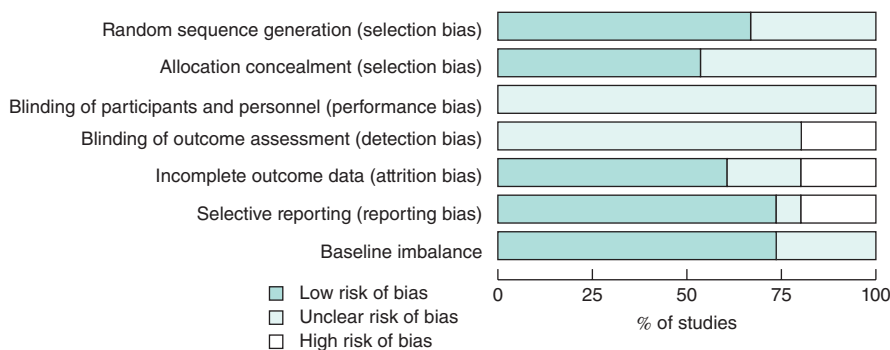 Random sequence generation (selection bias)
Allocation concealment (selection bias)
Blinding of participants and personnel (performance bias)
Blinding of outcome assessment (detection bias)
Incomplete outcome data (attrition bias)
Selective reporting (reporting bias)
Baseline imbalance
0 25 50 75 100
% of studies
Low risk of bias
Unclear risk of bias
High risk of bias